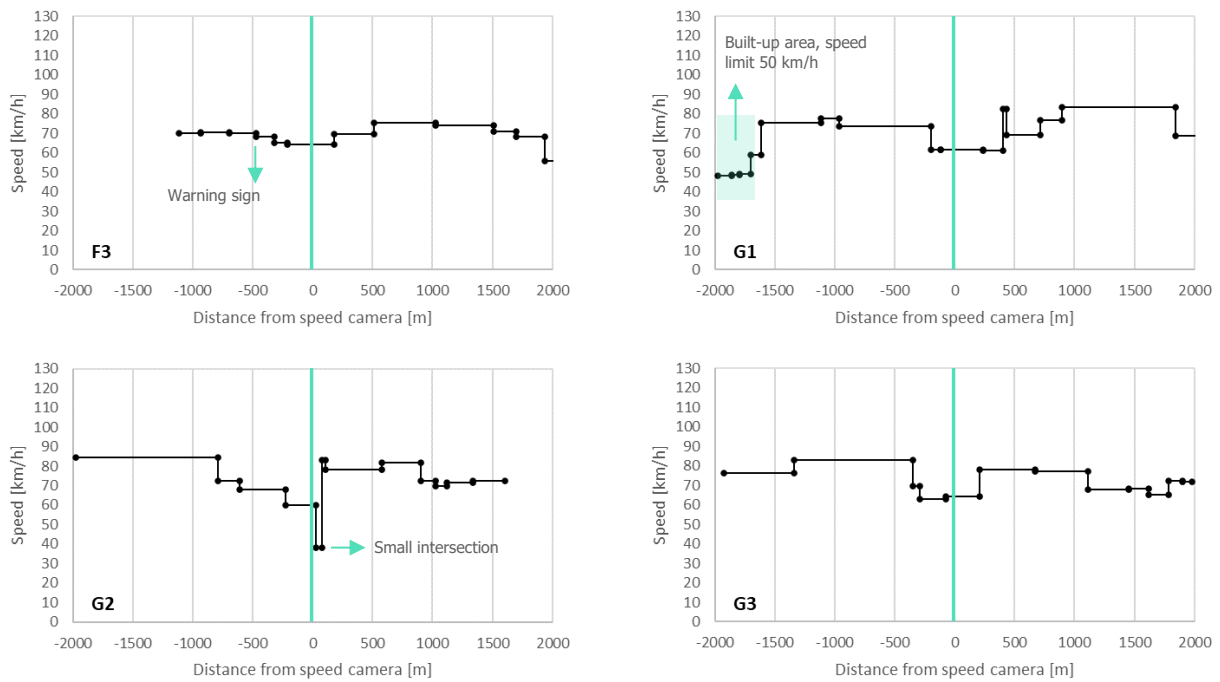 130
120
110
100
90
80
70
60
50
40
30
20
10
0
Speed [km/h]
Warning sign
F3
-2000 -1500 -1000 -500 0 500 1000 1500 2000
Distance from speed camera [m]
130
120
110
100
90
80
70
60
50
40
30
20
10
0
Speed [km/h]
Built-up area, speed
limit 50 km/h
G1
-2000 -1500 -1000 -500 0 500 1000 1500 2000
Distance from speed camera [m]
130
120
110
100
90
80
70
60
50
40
30
20
10
0
Speed [km/h]
Small intersection
G2
-2000 -1500 -1000 -500 0 500 1000 1500 2000
Distance from speed camera [m]
130
120
110
100
90
80
70
60
50
40
30
20
10
0
Speed [km/h]
G3
-2000 -1500 -1000 -500 0 500 1000 1500 2000
Distance from speed camera [m]